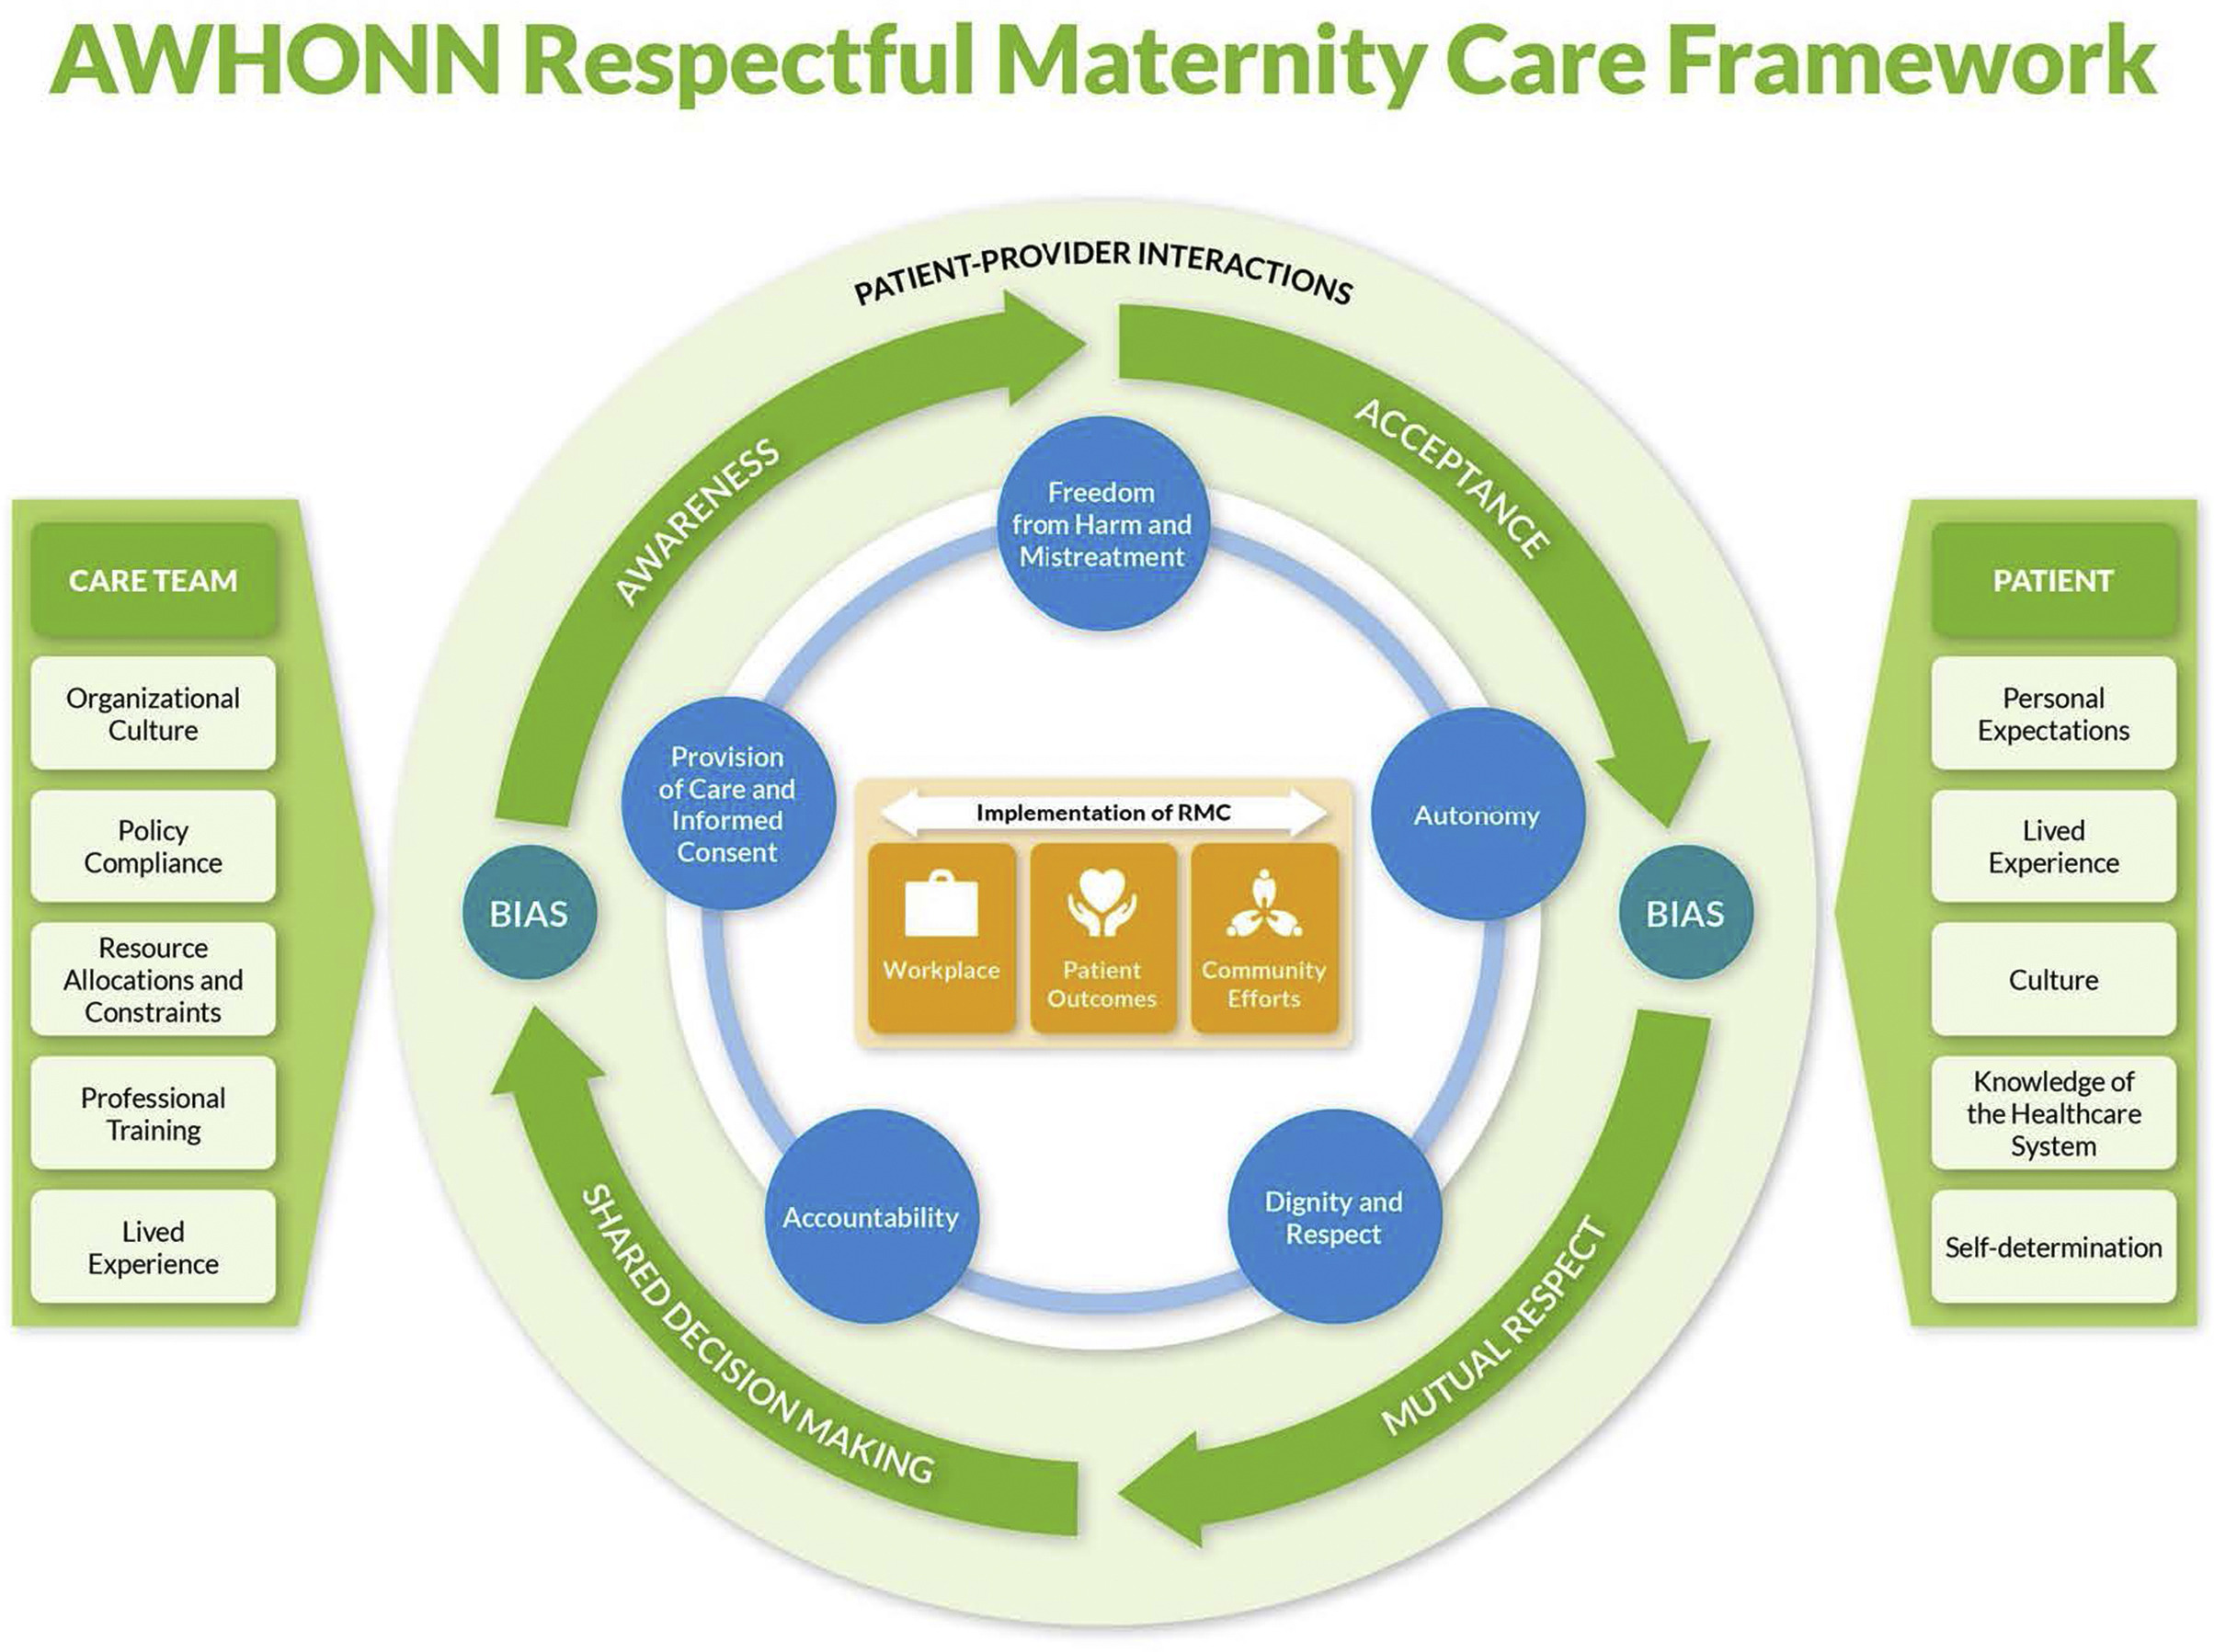 AWHONN Respectful Maternity Care Framework
PATIENT-PROVIDER INTERACTIONS
AWARENESS
ACCEPTANCE
MUTUAL RESPECT
SHARED DECISION MAKING
BIAS
BIAS
CARE TEAM
Organizational
Culture
Policy
Compliance
Resource
Allocations and
Constraints
Professional
Training
Lived
Experience
Freedom
from Harm and
Mistreatment
Autonomy
Dignity and
Respect
Accountability
Provision
of Care and
Informed
Consent
Implementation of RMC
Workplace
Patient
Outcomes
Community
Efforts
PATIENT
Personal
Expectations
Lived
Experience
Culture
Knowledge of
the Healthcare
System
Self-determination